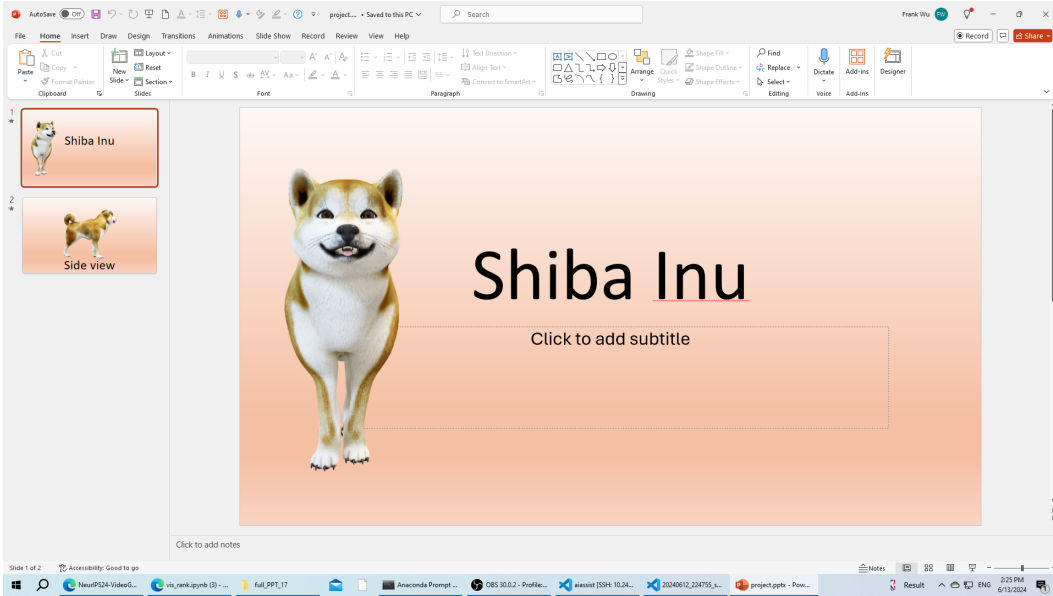 AutoSave Off project.... • Saved to this PC Search Frank Wu FW
File Home Insert Draw Design Transitions Animations Slide Show Record Review View Help Record Share
Paste Cut Copy Format Painter
New Slide Layout Reset Section
B I U S ab AV Aa A A A A
Text Direction Align Text Convert to SmartArt
Arrange Quick Styles Shape Fill Shape Outline Shape Effects
Find Replace Select
Dictate Add-ins Designer
Clipboard Slides Font Paragraph Drawing Editing Voice Add-ins
1
Shiba Inu
2
Side view
Shiba Inu
Click to add subtitle
Click to add notes
Slide 1 of 2 Accessibility: Good to go Notes
NeurIPS24-VideoG... vis_rank.ipynb (3) - ... full_PPT_17 Anaconda Prompt ... OBS 30.0.2 - Profile:... aiassist [SSH: 10.24... 20240612_224755_s... project.pptx - Pow... Result ENG 2:25 PM
6/13/2024